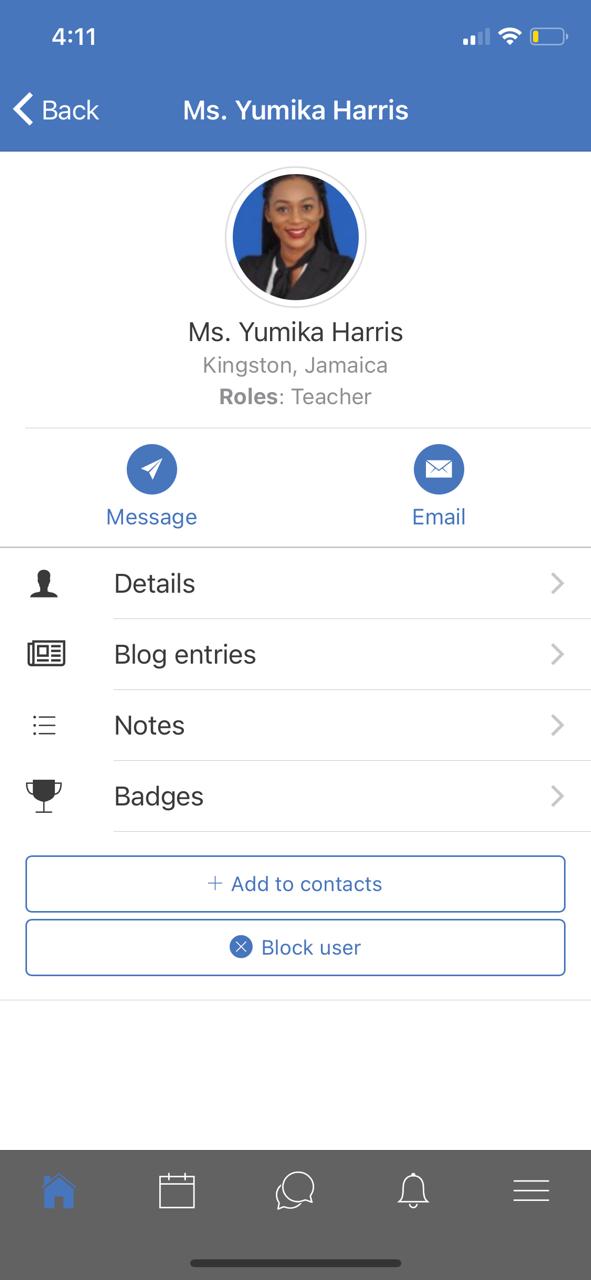 4:11
Back
Ms. Yumika Harris
Ms. Yumika Harris
Kingston, Jamaica
Roles: Teacher
Message
Email
Details
Blog entries
Notes
Badges
Add to contacts
Block user